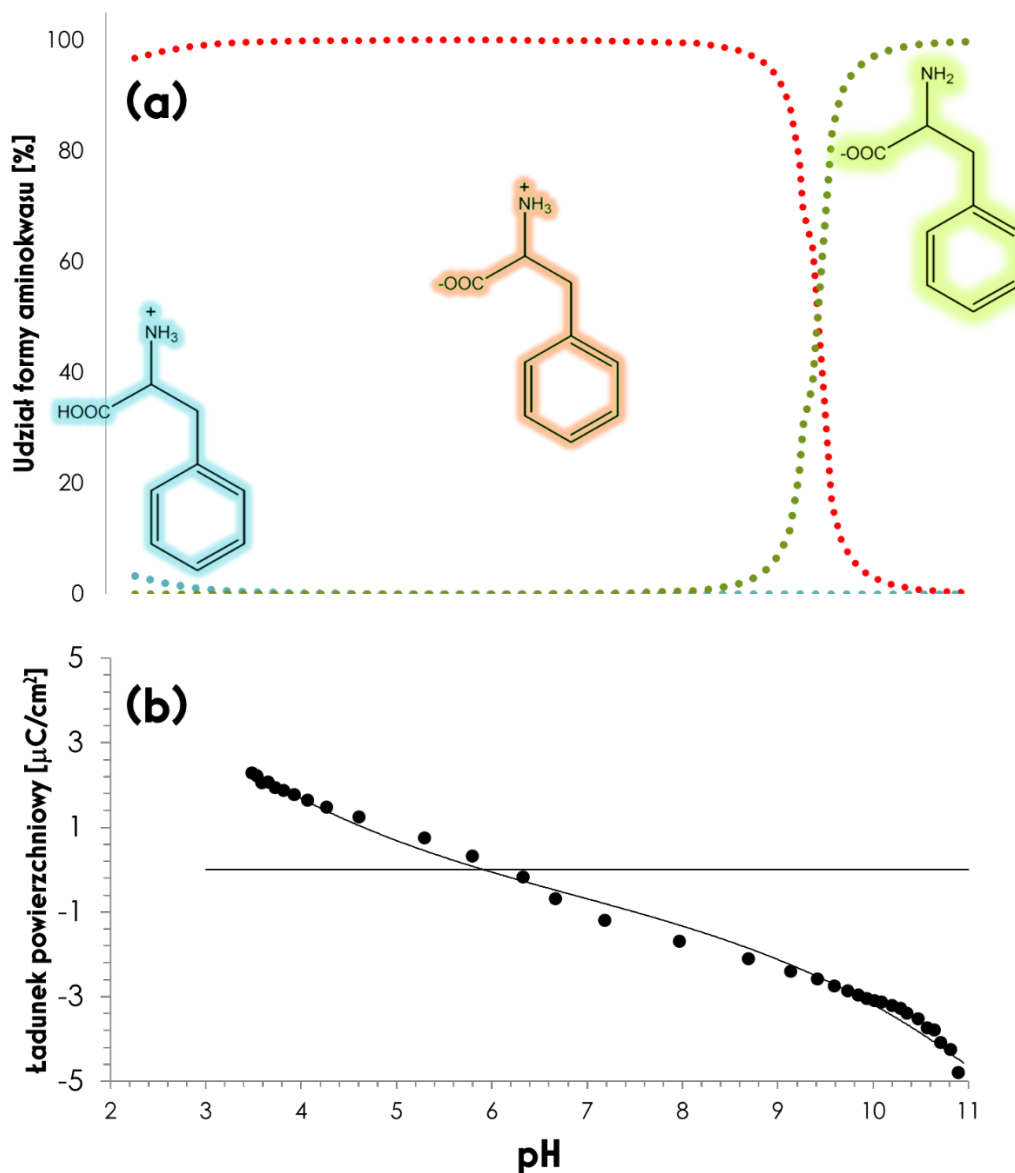 100
80
60
40
20
0
Udział formy aminokwasu [%]
(a)
+
NH₃
HOOC
+
NH₃
-OOC
NH₂
-OOC
5
3
1
-1
-3
-5
Ładunek powierzchniowy [µC/cm²]
(b)
2 3 4 5 6 7 8 9 10 11
pH